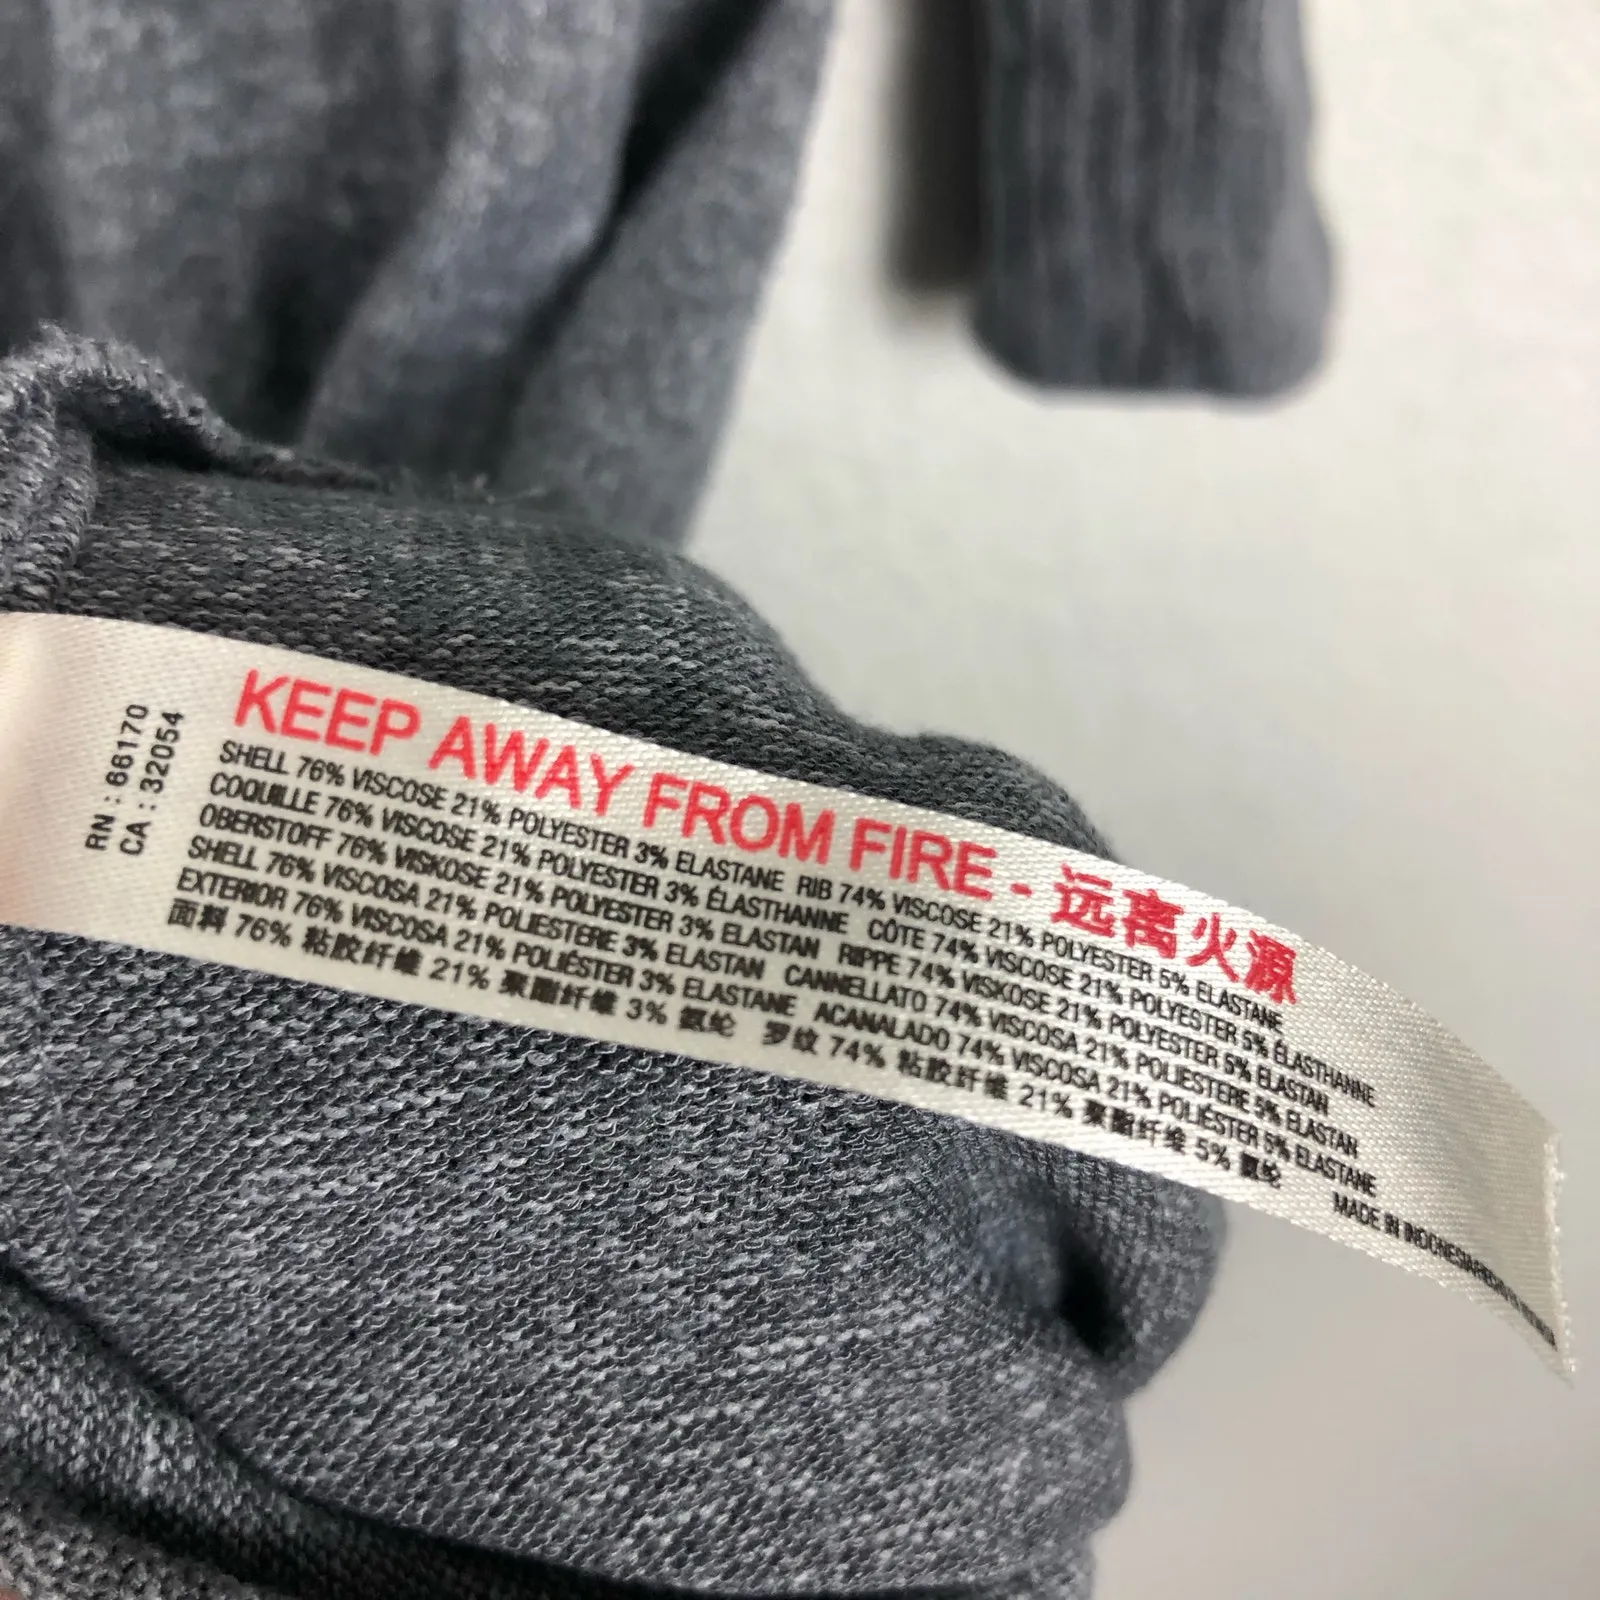 RN : 66170
CA : 32054
KEEP AWAY FROM FIRE - 远离火源
SHELL 76% VISCOSE 21% POLYESTER 3% ELASTANE RIB 74% VISCOSE 21% POLYESTER 5% ELASTANE
COQUILLE 76% VISCOSE 21% POLYESTER 3% ÉLASTHANNE CÔTE 74% VISCOSE 21% POLYESTER 5% ÉLASTHANNE
OBERSTOFF 76% VISKOSE 21% POLYESTER 3% ELASTAN RIPPE 74% VISKOSE 21% POLYESTER 5% ELASTAN
SHELL 76% VISCOSA 21% POLIESTERE 3% ELASTAN CANNELLATO 74% VISCOSA 21% POLIESTERE 5% ELASTAN
EXTERIOR 76% VISCOSA 21% POLIÉSTER 3% ELASTANE ACANALADO 74% VISCOSA 21% POLIÉSTER 5% ELASTANE
面料 76% 粘胶纤维 21% 聚酯纤维 3% 氨纶 罗纹 74% 粘胶纤维 21% 聚酯纤维 5% 氨纶
MADE IN INDONESIA